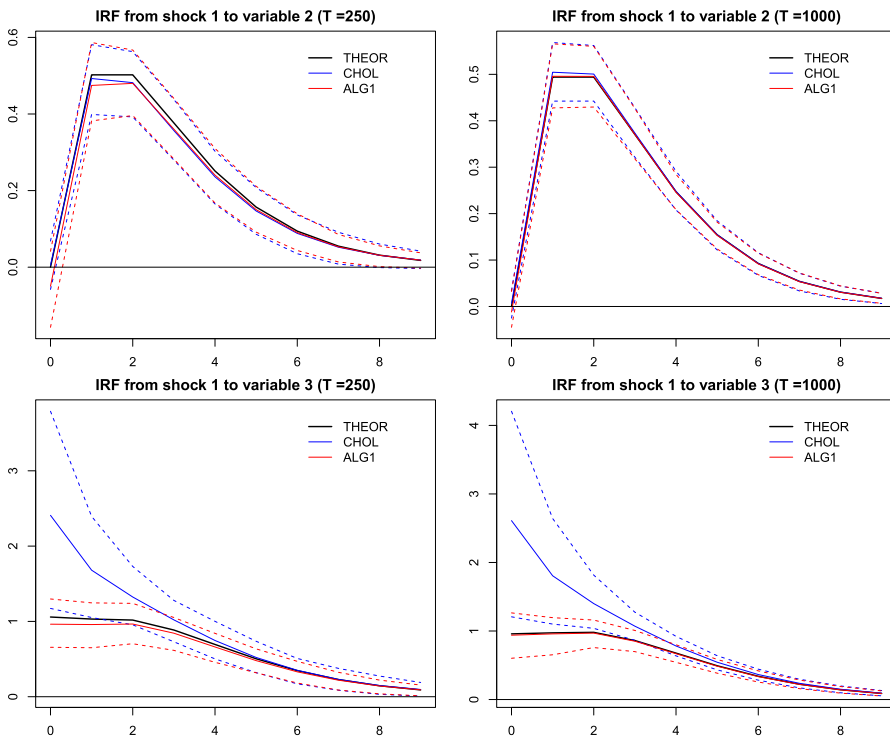 IRF from shock 1 to variable 2 (T =250)
THEOR
CHOL
ALG1
0.6
0.4
0.2
0.0
0 2 4 6 8
IRF from shock 1 to variable 2 (T =1000)
THEOR
CHOL
ALG1
0.5
0.4
0.3
0.2
0.1
0.0
0 2 4 6 8
IRF from shock 1 to variable 3 (T =250)
THEOR
CHOL
ALG1
3
2
1
0
0 2 4 6 8
IRF from shock 1 to variable 3 (T =1000)
THEOR
CHOL
ALG1
4
3
2
1
0
0 2 4 6 8